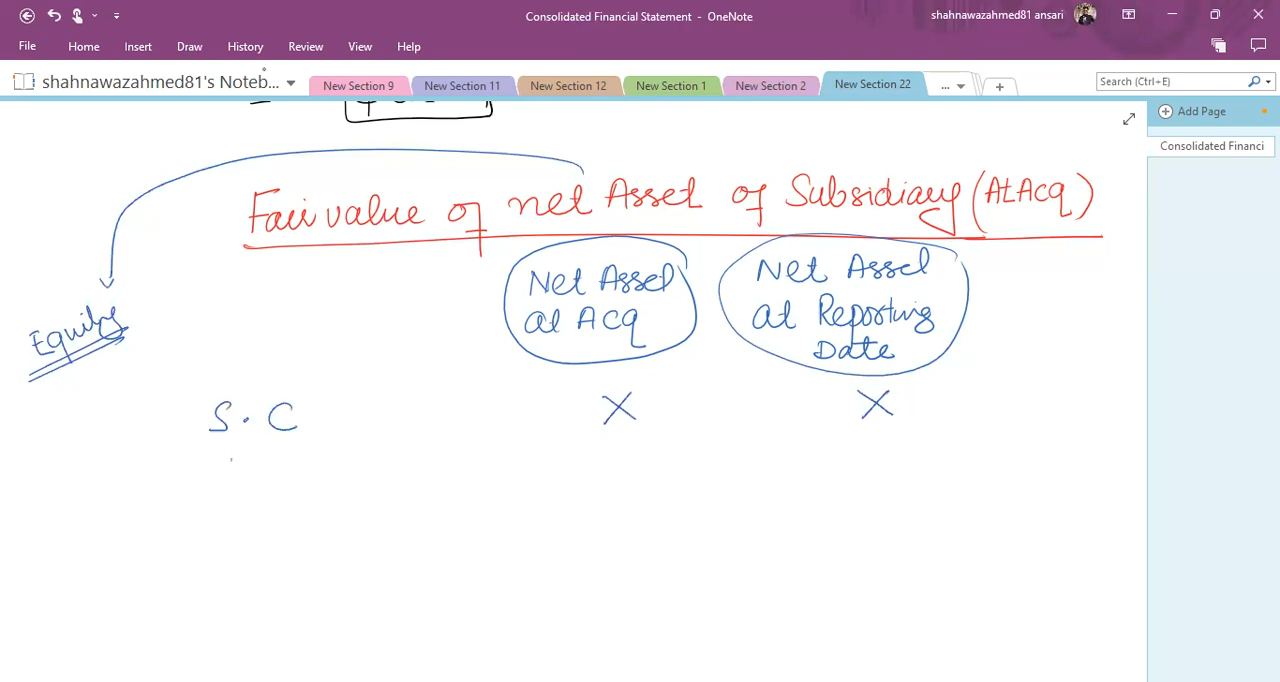 Consolidated Financial Statement - OneNote
shahnawazahmed81 ansari
File Home Insert Draw History Review View Help
shahnawazahmed81's Noteb...
New Section 9 New Section 11 New Section 12 New Section 1 New Section 2 New Section 22 ...
Search (Ctrl+E)
Add Page
Consolidated Financi
Fair value of net Asset of Subsidiary (At Acq)
Net Asset
at Acq
Net Asset
at Reporting
Date
Equity
S. C X X